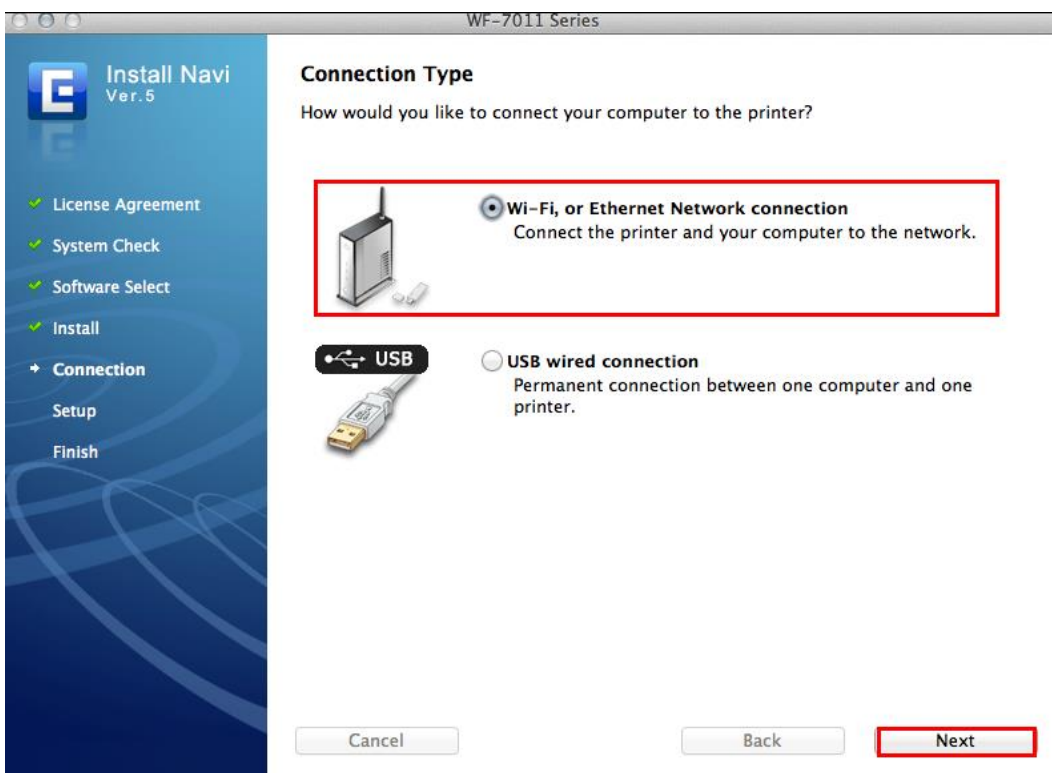 WF-7011 Series
Install Navi
Ver.5
License Agreement
System Check
Software Select
Install
Connection
Setup
Finish
Connection Type
How would you like to connect your computer to the printer?
Wi-Fi, or Ethernet Network connection
Connect the printer and your computer to the network.
USB
USB wired connection
Permanent connection between one computer and one
printer.
Cancel
Back
Next